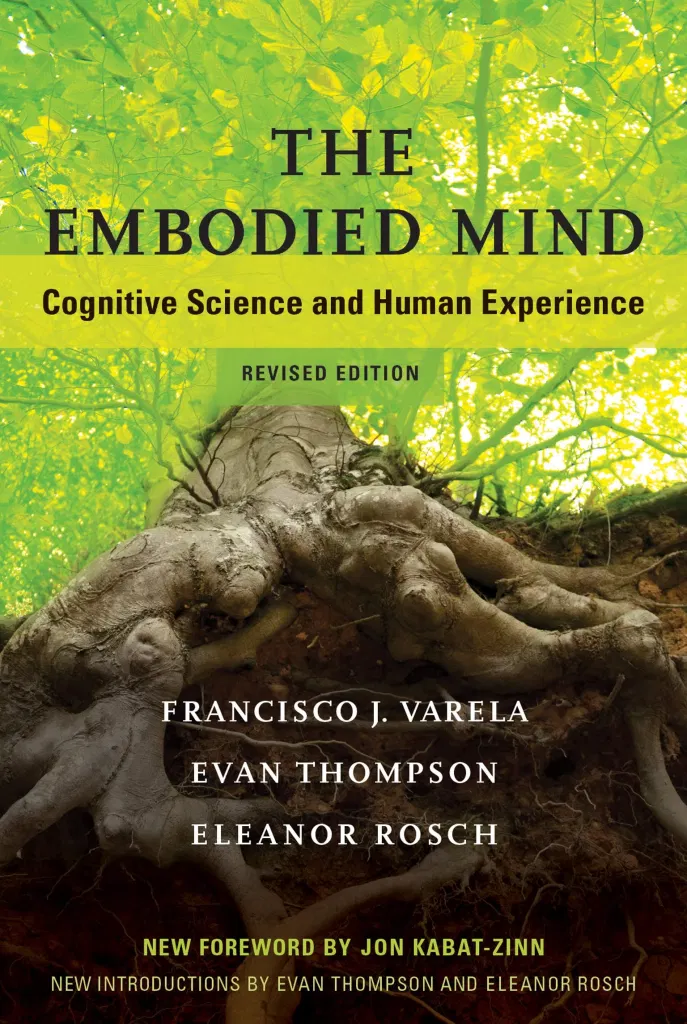 THE
EMBODIED MIND
Cognitive Science and Human Experience
REVISED EDITION
FRANCISCO J. VARELA
EVAN THOMPSON
ELEANOR ROSCH
NEW FOREWORD BY JON KABAT-ZINN
NEW INTRODUCTIONS BY EVAN THOMPSON AND ELEANOR ROSCH